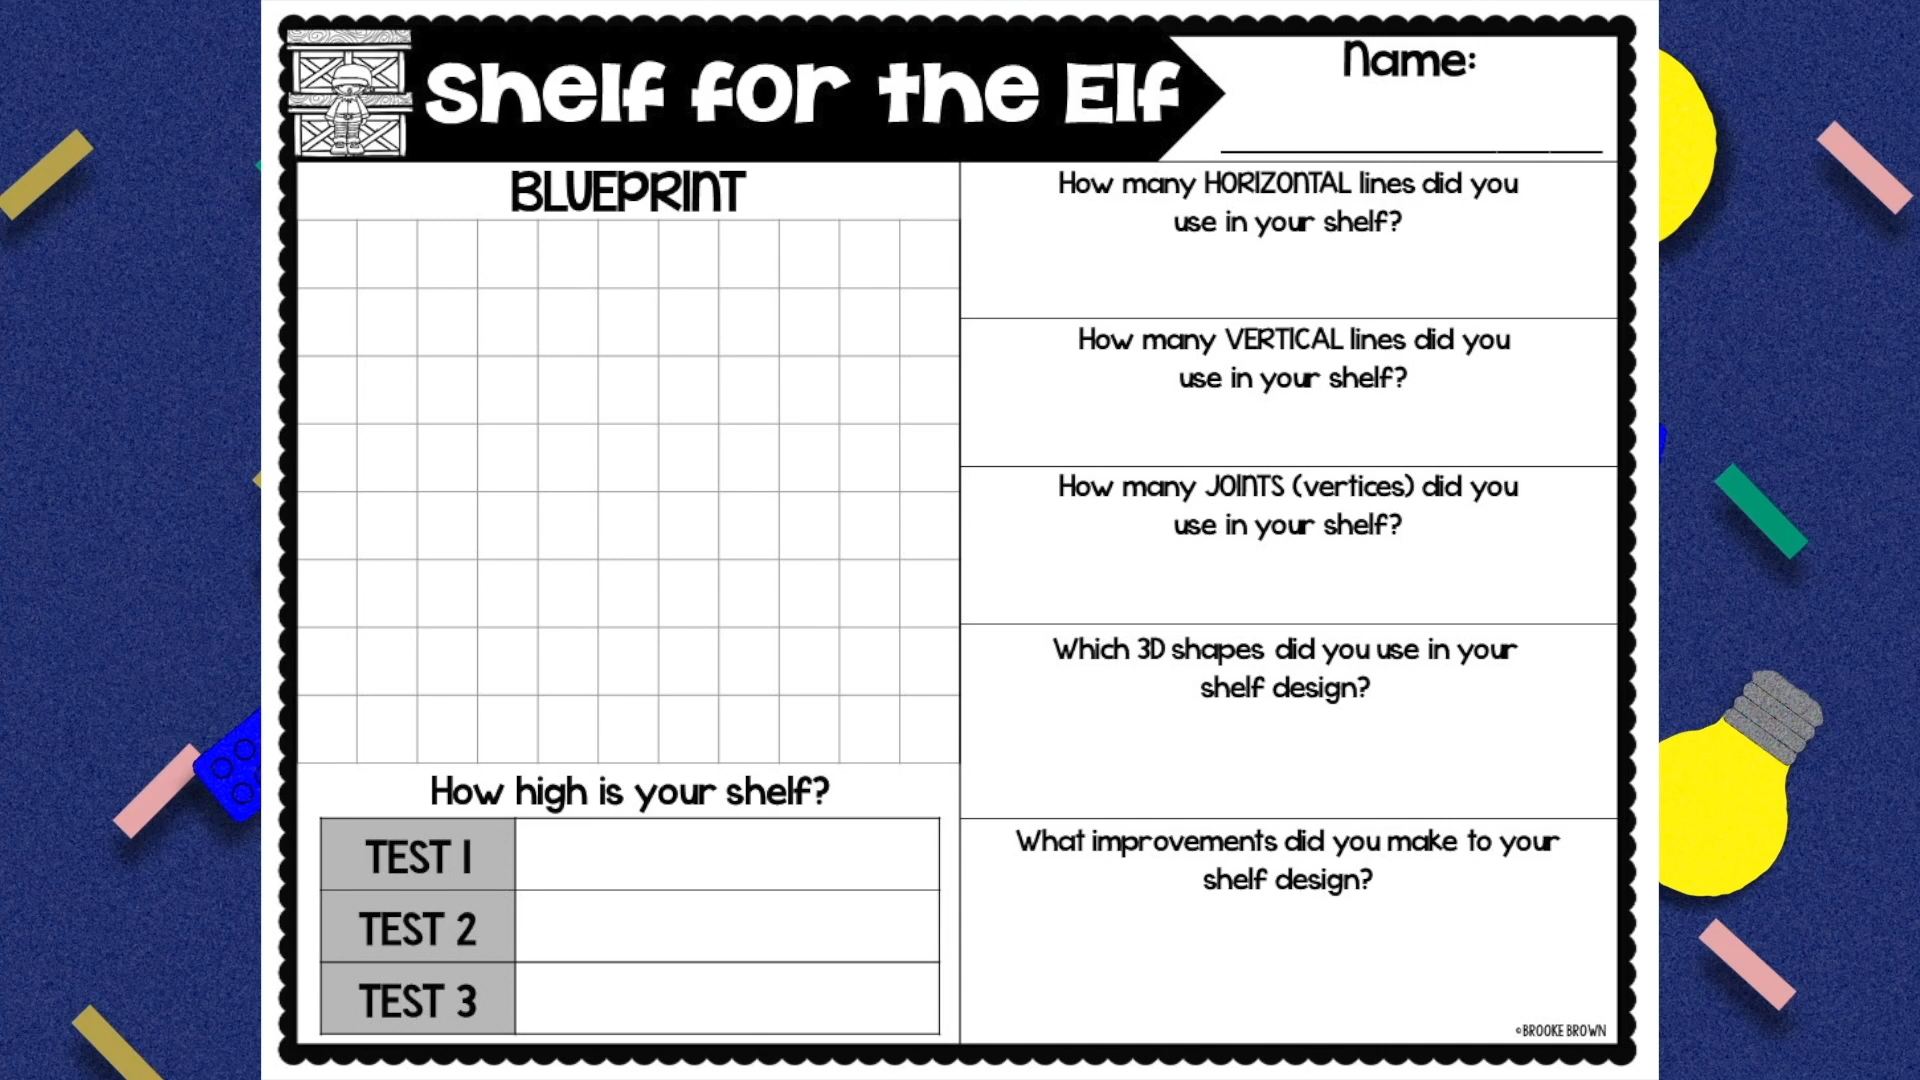 Shelf for the Elf
Name:
BLUEPRINT
How high is your shelf?
TEST 1
TEST 2
TEST 3
How many HORIZONTAL lines did you
use in your shelf?
How many VERTICAL lines did you
use in your shelf?
How many JOINTS (vertices) did you
use in your shelf?
Which 3D shapes did you use in your
shelf design?
What improvements did you make to your
shelf design?
©BROOKE BROWN